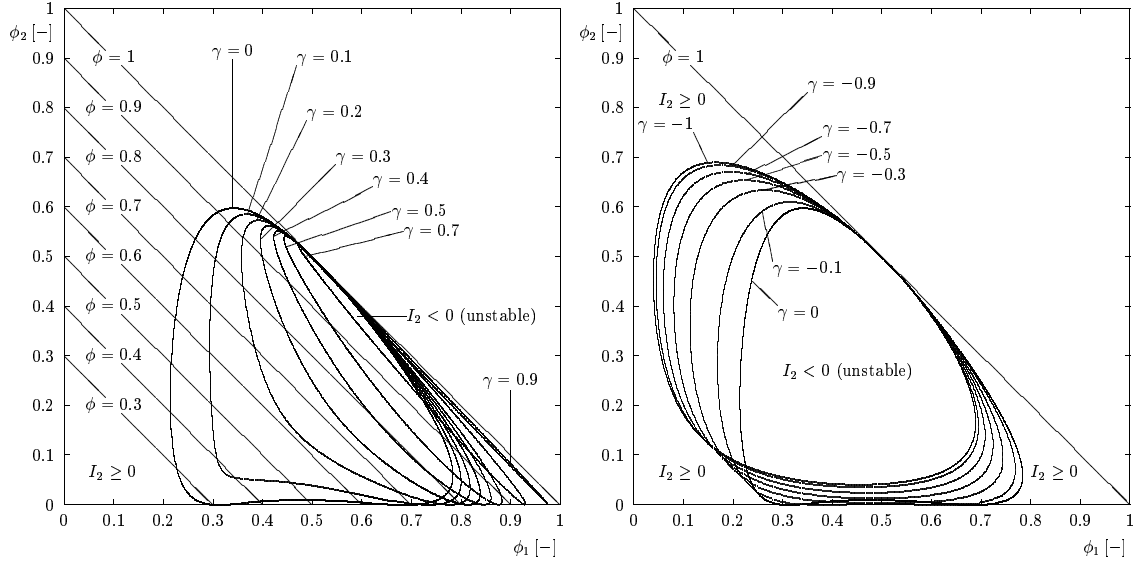 1
ϕ₂ [−]
0.9
0.8
0.7
0.6
0.5
0.4
0.3
0.2
0.1
0
ϕ = 1
ϕ = 0.9
ϕ = 0.8
ϕ = 0.7
ϕ = 0.6
ϕ = 0.5
ϕ = 0.4
ϕ = 0.3
I₂ ≥ 0
γ = 0
γ = 0.1
γ = 0.2
γ = 0.3
γ = 0.4
γ = 0.5
γ = 0.7
I₂ < 0 (unstable)
γ = 0.9
0 0.1 0.2 0.3 0.4 0.5 0.6 0.7 0.8 0.9 1
ϕ₁ [−]
1
ϕ₂ [−]
0.9
0.8
0.7
0.6
0.5
0.4
0.3
0.2
0.1
0
ϕ = 1
I₂ ≥ 0
γ = −1
γ = −0.9
γ = −0.7
γ = −0.5
γ = −0.3
γ = −0.1
γ = 0
I₂ < 0 (unstable)
I₂ ≥ 0
I₂ ≥ 0
0 0.1 0.2 0.3 0.4 0.5 0.6 0.7 0.8 0.9 1
ϕ₁ [−]